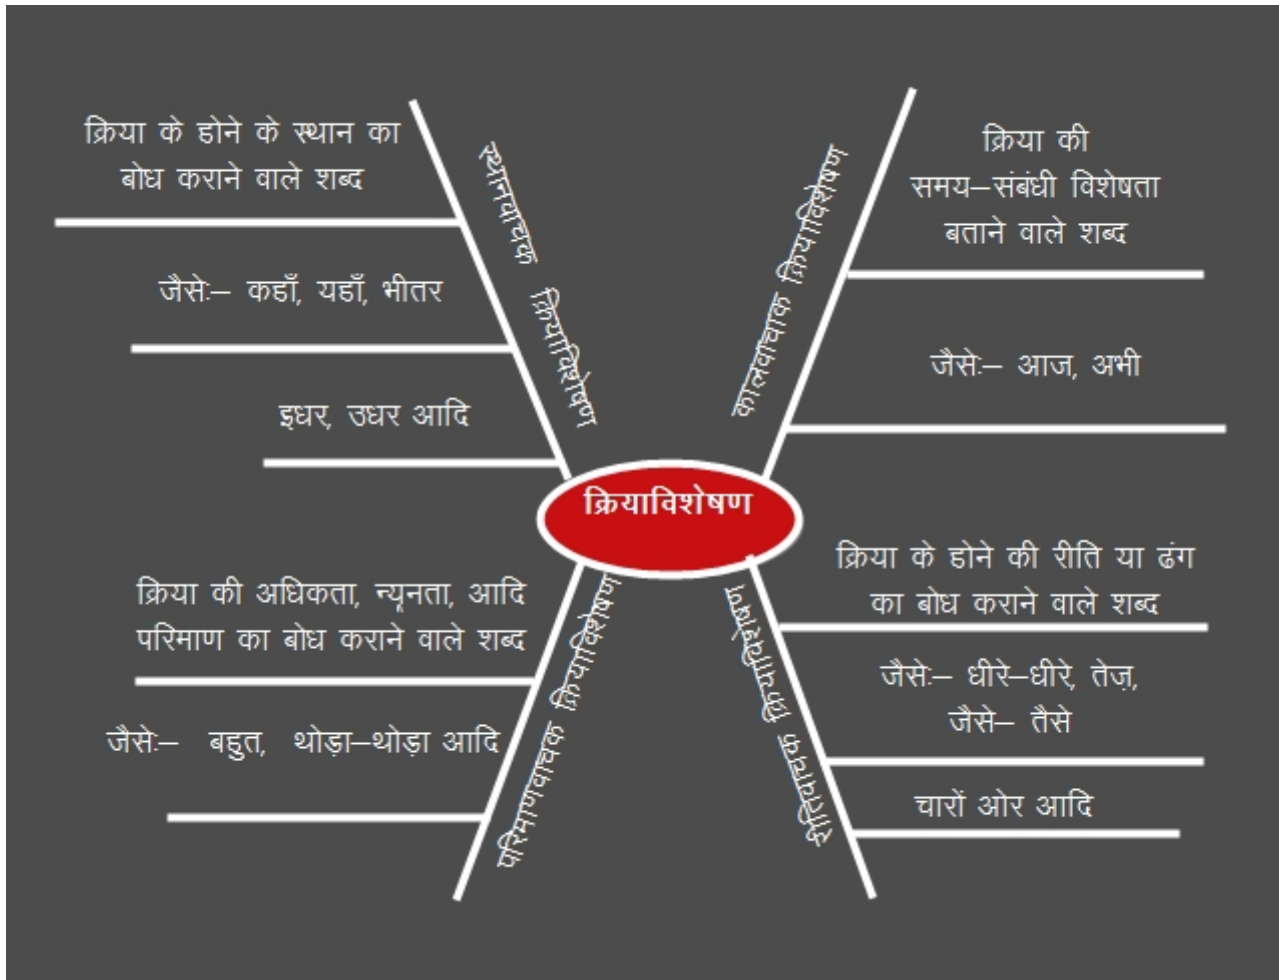 क्रिया के होने के स्थान का
बोध कराने वाले शब्द
जैसेः– कहाँ, यहाँ, भीतर
इधर, उधर आदि
स्थानवाचक क्रियाविशेषण
कालवाचाक क्रियाविशेषण
क्रिया की
समय–संबंधी विशेषता
बताने वाले शब्द
जैसेः– आज, अभी
क्रियाविशेषण
क्रिया की अधिकता, न्यूनता, आदि
परिमाण का बोध कराने वाले शब्द
जैसेः– बहुत, थोड़ा–थोड़ा आदि
परिमाणवाचक क्रियाविशेषण
रीतिवाचक क्रियाविशेषण
क्रिया के होने की रीति या ढंग
का बोध कराने वाले शब्द
जैसेः– धीरे–धीरे, तेज़,
जैसे– तैसे
चारों ओर आदि